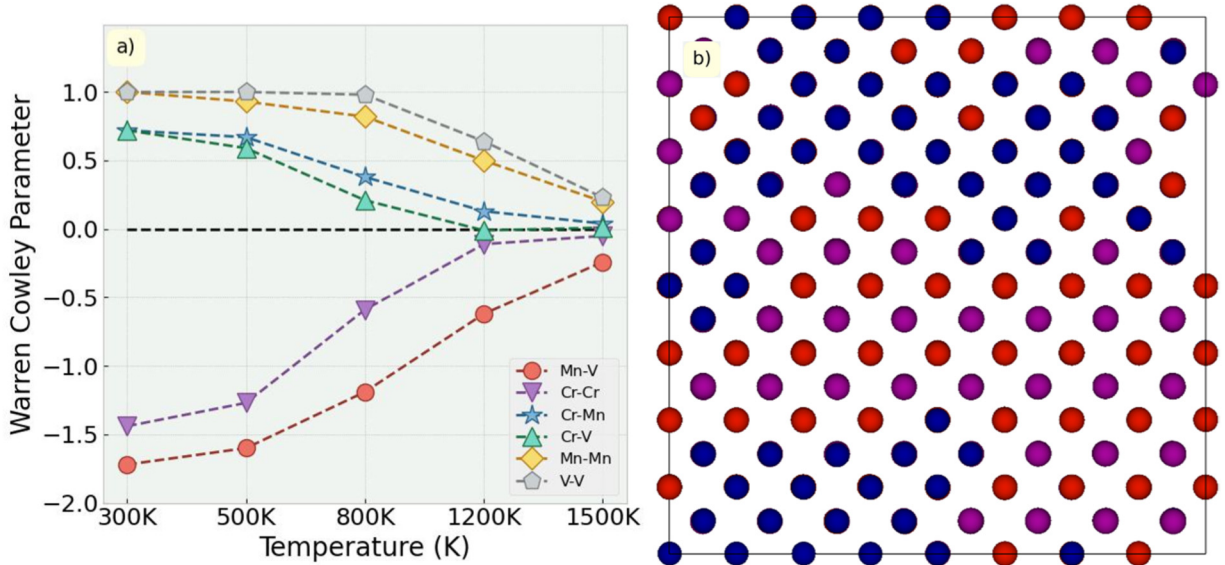 a)
Warren Cowley Parameter
1.0
0.5
0.0
−0.5
−1.0
−1.5
−2.0
Mn-V
Cr-Cr
Cr-Mn
Cr-V
Mn-Mn
V-V
300K 500K 800K 1200K 1500K
Temperature (K)
b)